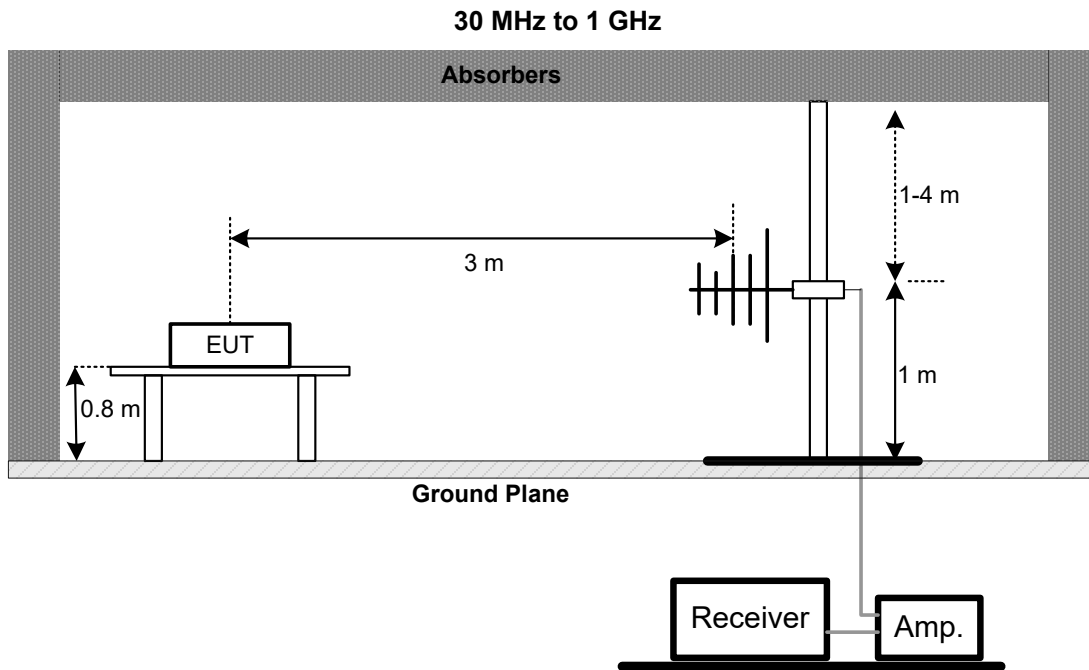 30 MHz to 1 GHz
Absorbers
1-4 m
3 m
EUT
1 m
0.8 m
Ground Plane
Receiver
Amp.